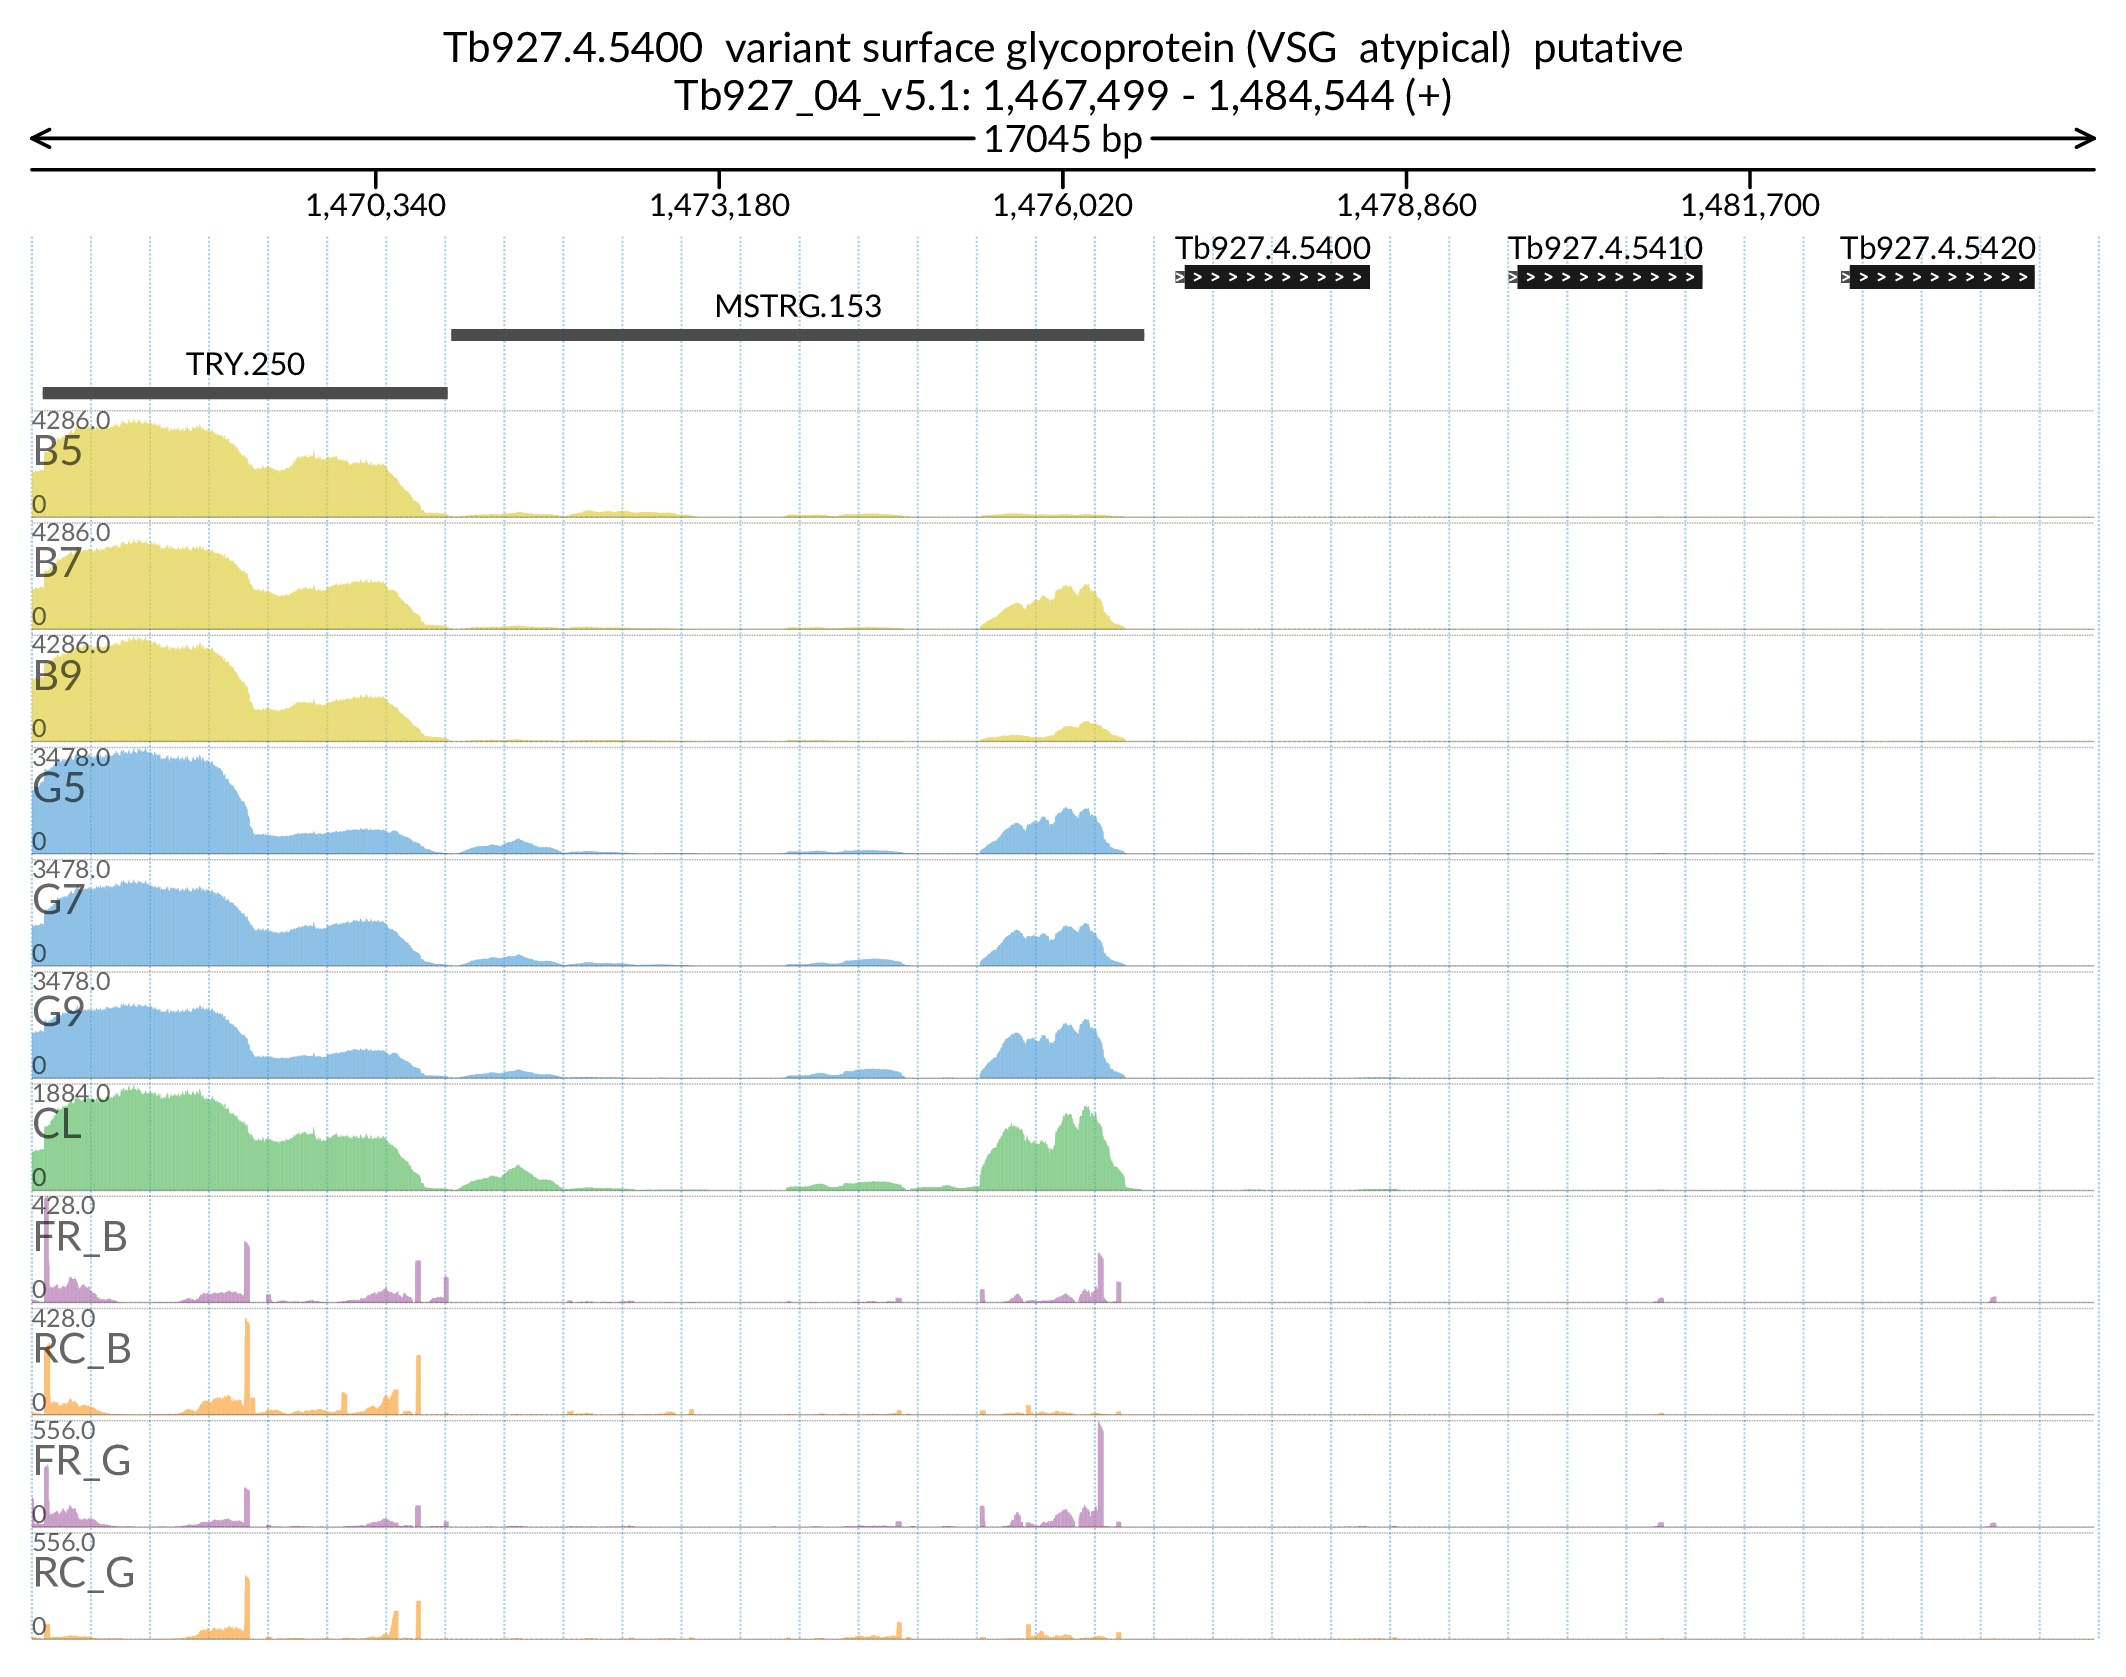 Tb927.4.5400  variant surface glycoprotein (VSG  atypical)  putative
Tb927_04_v5.1: 1,467,499 - 1,484,544 (+)
17045 bp
1,470,340 1,473,180 1,476,020 1,478,860 1,481,700
Tb927.4.5400 Tb927.4.5410 Tb927.4.5420
MSTRG.153
TRY.250
4286.0
B5
0
4286.0
B7
0
4286.0
B9
0
3478.0
G5
0
3478.0
G7
0
3478.0
G9
0
1884.0
CL
0
428.0
FR_B
0
428.0
RC_B
0
556.0
FR_G
0
556.0
RC_G
0